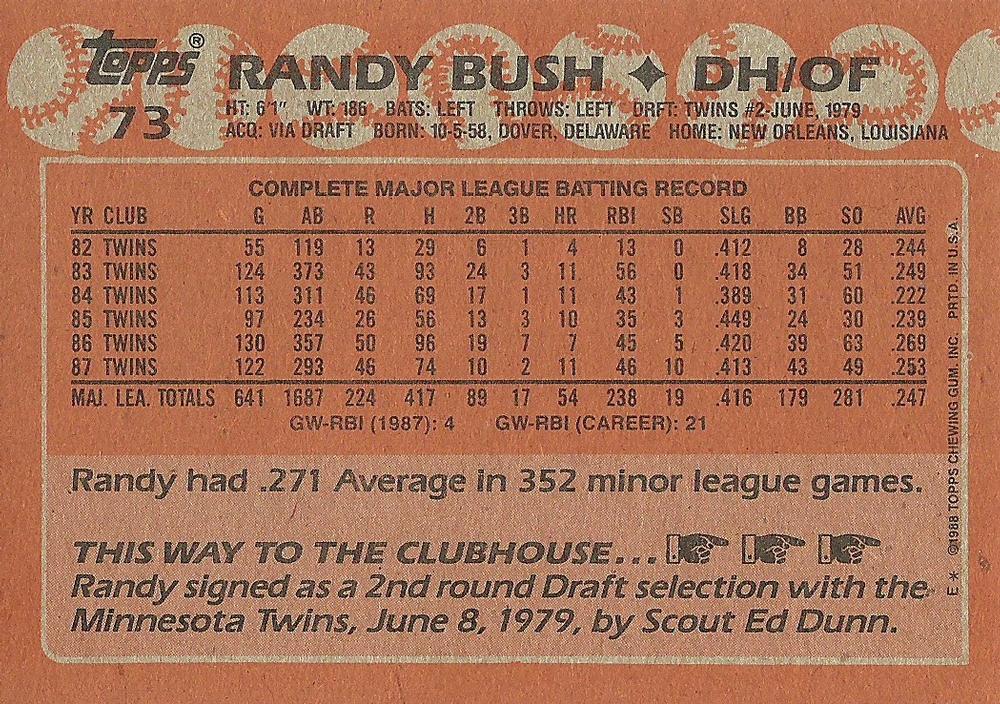 topps®
73
RANDY BUSH ✦ DH/OF
HT: 6'1" WT: 186 BATS: LEFT THROWS: LEFT DRFT: TWINS #2-JUNE, 1979
ACQ: VIA DRAFT BORN: 10-5-58, DOVER, DELAWARE HOME: NEW ORLEANS, LOUISIANA
COMPLETE MAJOR LEAGUE BATTING RECORD
YR CLUB G AB R H 2B 3B HR RBI SB SLG BB SO AVG
82 TWINS 55 119 13 29 6 1 4 13 0 .412 8 28 .244
83 TWINS 124 373 43 93 24 3 11 56 0 .418 34 51 .249
84 TWINS 113 311 46 69 17 1 11 43 1 .389 31 60 .222
85 TWINS 97 234 26 56 13 3 10 35 3 .449 24 30 .239
86 TWINS 130 357 50 96 19 7 7 45 5 .420 39 63 .269
87 TWINS 122 293 46 74 10 2 11 46 10 .413 43 49 .253
MAJ. LEA. TOTALS 641 1687 224 417 89 17 54 238 19 .416 179 281 .247
GW-RBI (1987): 4 GW-RBI (CAREER): 21
Randy had .271 Average in 352 minor league games.
THIS WAY TO THE CLUBHOUSE...
Randy signed as a 2nd round Draft selection with the
Minnesota Twins, June 8, 1979, by Scout Ed Dunn.
E* ©1988 TOPPS CHEWING GUM, INC. PRTD. IN U.S.A.